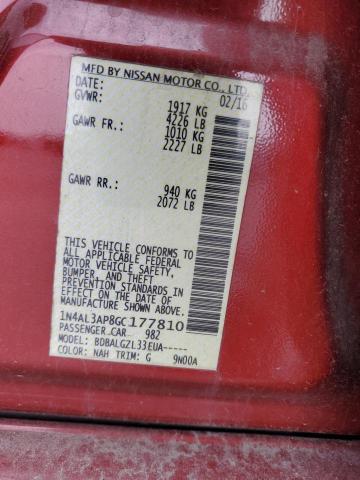 MFD BY NISSAN MOTOR CO., LTD.
DATE: 02/16
GVWR: 1917 KG
4226 LB
GAWR FR.: 1010 KG
2227 LB
GAWR RR.: 940 KG
2072 LB
THIS VEHICLE CONFORMS TO
ALL APPLICABLE FEDERAL
MOTOR VEHICLE SAFETY,
BUMPER, AND THEFT
PREVENTION STANDARDS IN
EFFECT ON THE DATE OF
MANUFACTURE SHOWN ABOVE.
1N4AL3AP8GC177810
PASSENGER CAR 982
MODEL: BDBALGZL33EUA-----
COLOR: NAH TRIM: G 9N00A